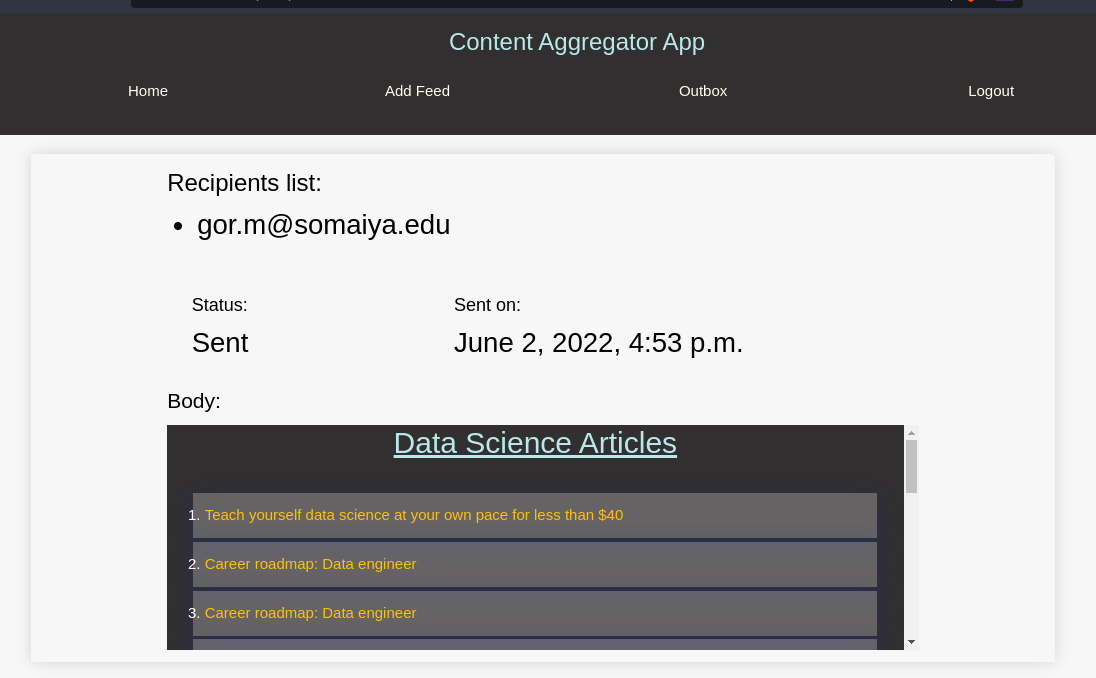 Content Aggregator App
Home Add Feed Outbox Logout
Recipients list:
• gor.m@somaiya.edu
Status: Sent on:
Sent June 2, 2022, 4:53 p.m.
Body:
Data Science Articles
1. Teach yourself data science at your own pace for less than $40
2. Career roadmap: Data engineer
3. Career roadmap: Data engineer